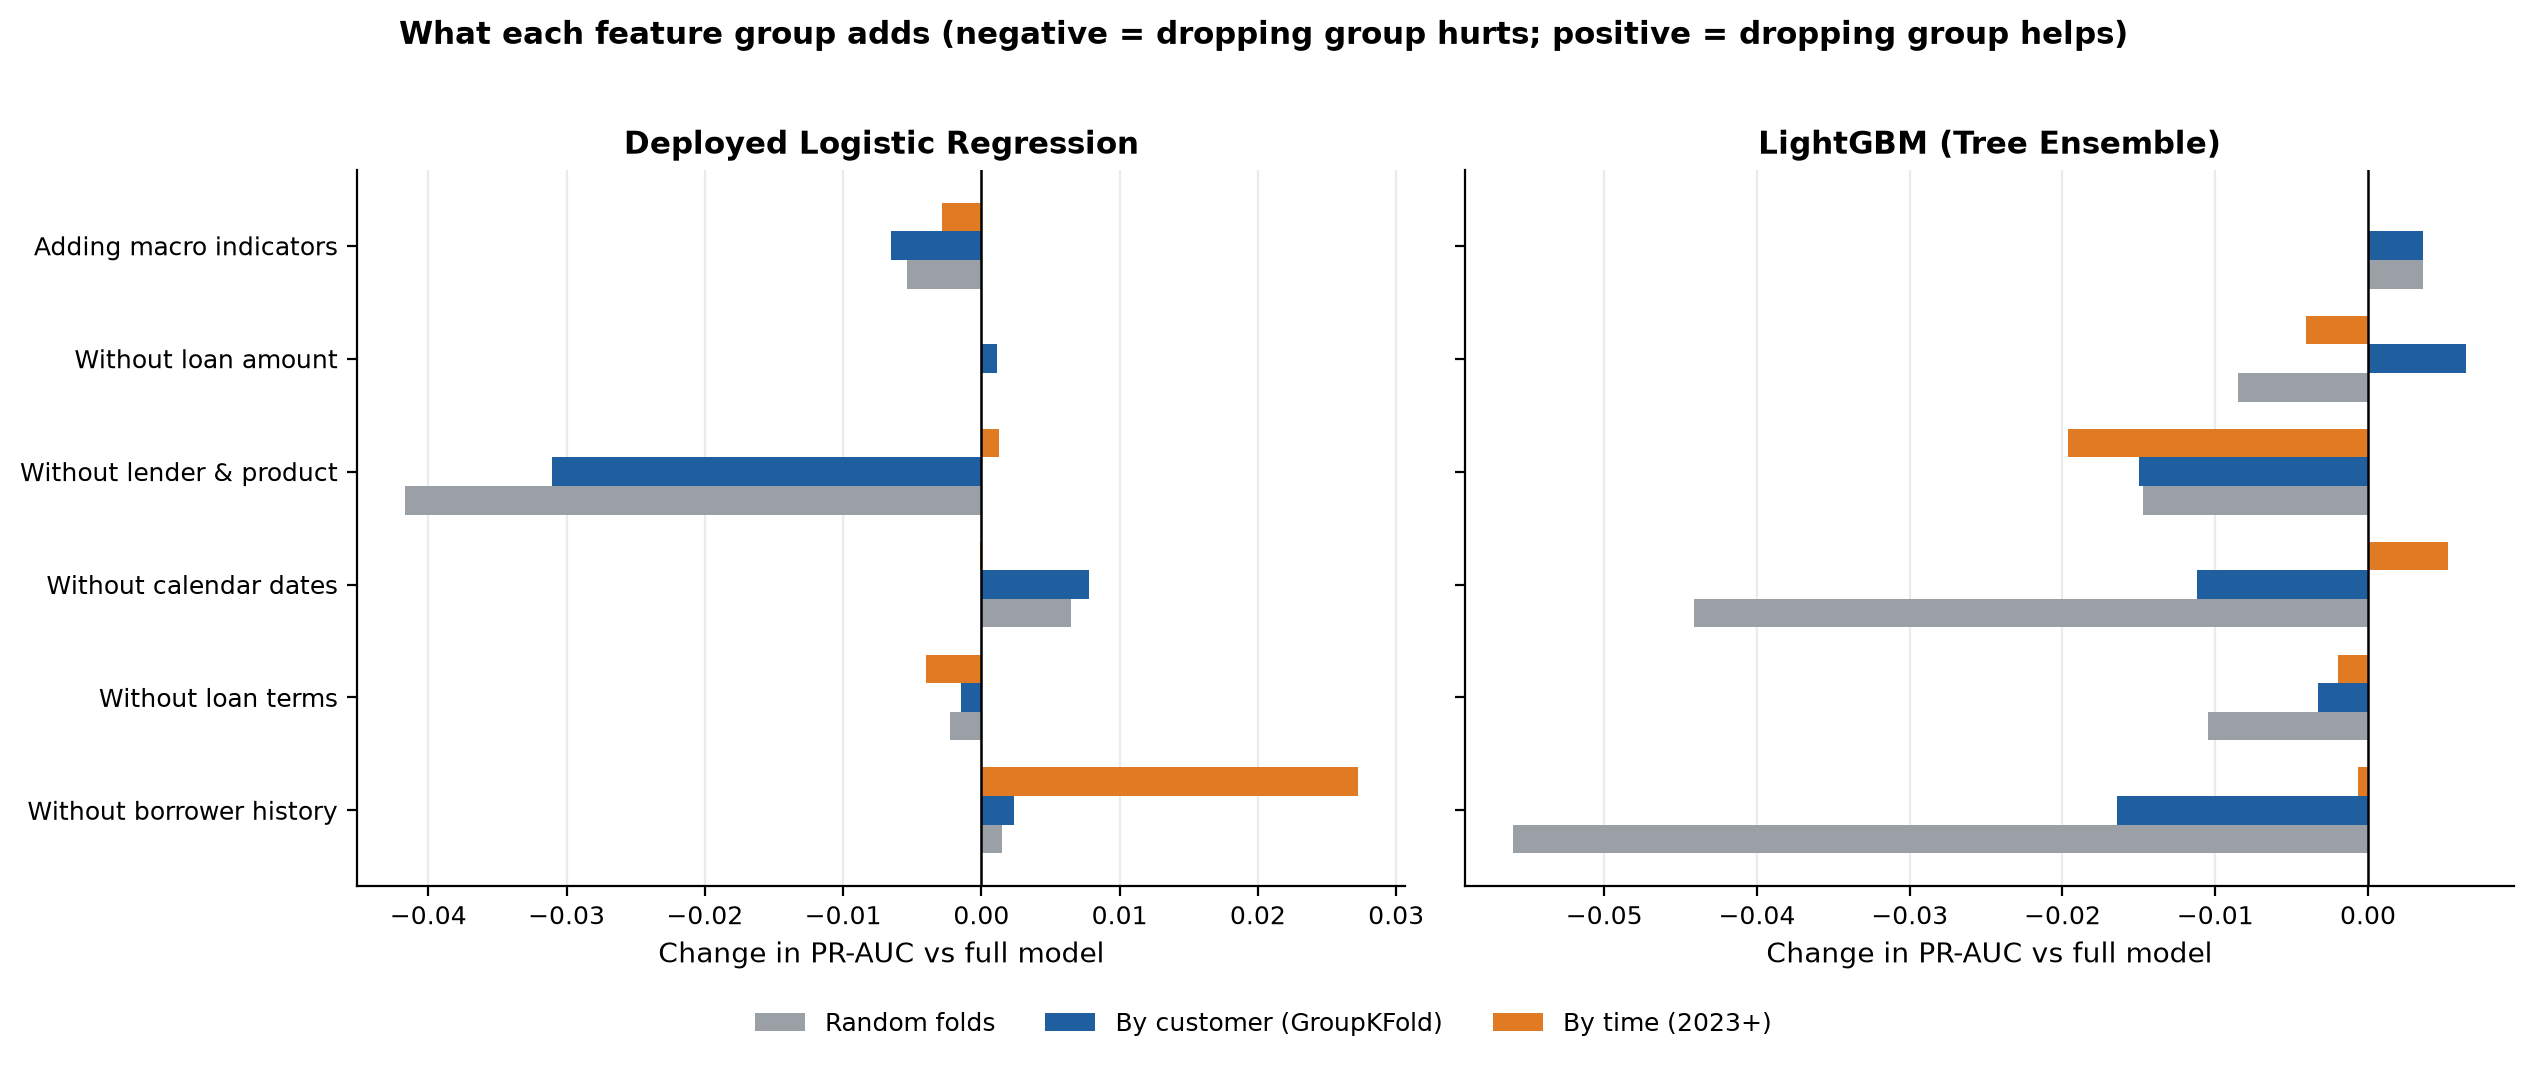 What each feature group adds (negative = dropping group hurts; positive = dropping group helps)
Deployed Logistic Regression
LightGBM (Tree Ensemble)
Adding macro indicators
Without loan amount
Without lender & product
Without calendar dates
Without loan terms
Without borrower history
−0.04 −0.03 −0.02 −0.01 0.00 0.01 0.02 0.03
−0.05 −0.04 −0.03 −0.02 −0.01 0.00
Change in PR-AUC vs full model
Change in PR-AUC vs full model
Random folds By customer (GroupKFold) By time (2023+)